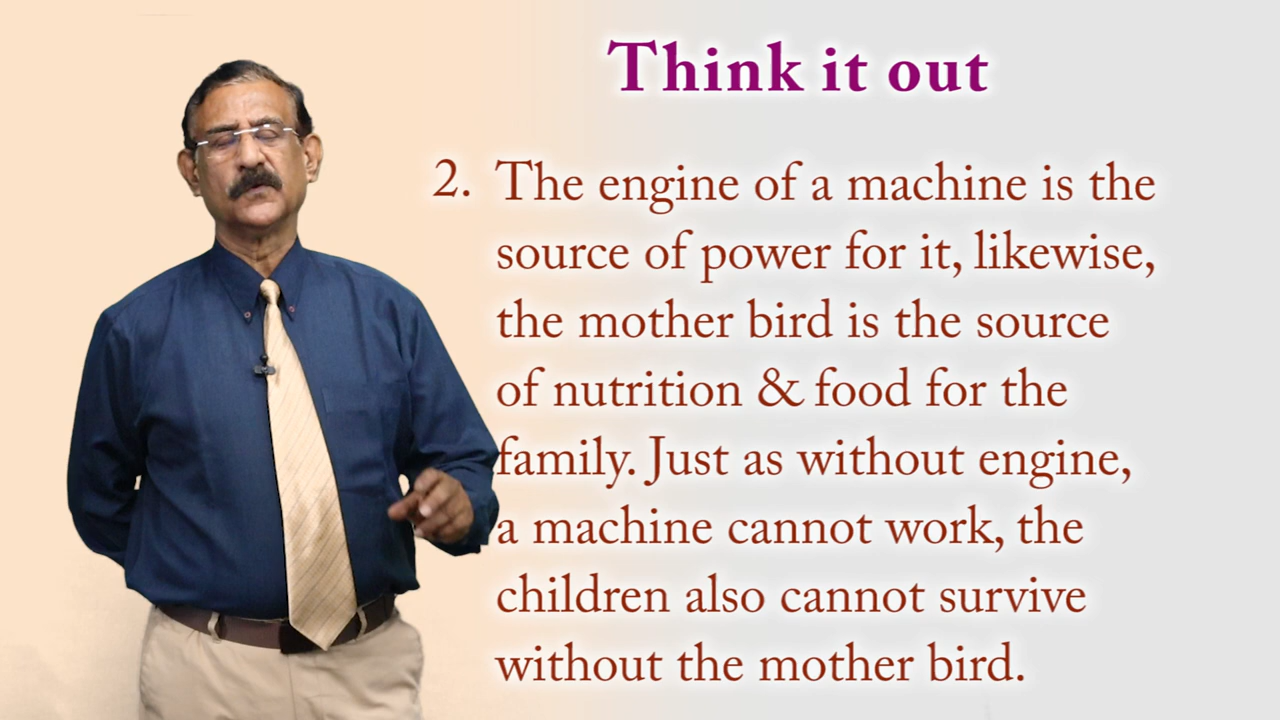 Think it out
2. The engine of a machine is the
source of power for it, likewise,
the mother bird is the source
of nutrition & food for the
family. Just as without engine,
a machine cannot work, the
children also cannot survive
without the mother bird.